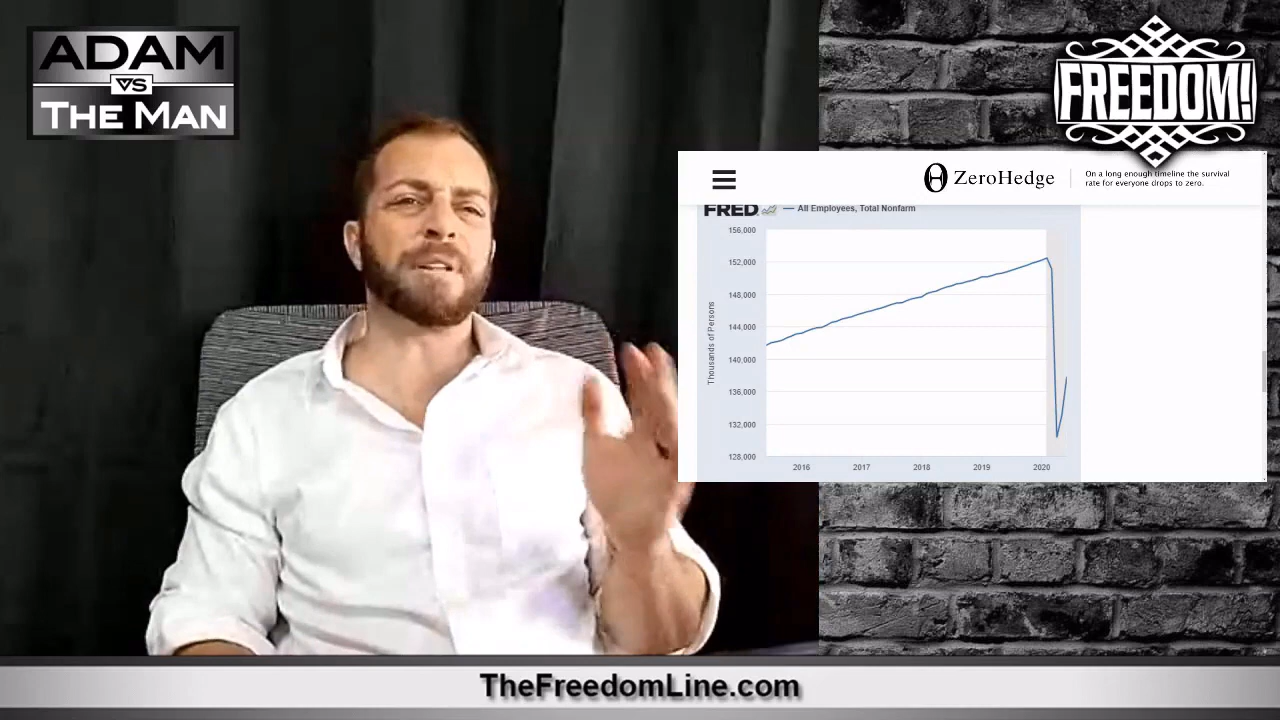 ADAM
VS
THE MAN
FREEDOM!
ZeroHedge
On a long enough timeline the survival
rate for everyone drops to zero.
FRED
All Employees, Total Nonfarm
156,000
152,000
148,000
144,000
140,000
136,000
132,000
128,000
Thousands of Persons
2016
2017
2018
2019
2020
TheFreedomLine.com